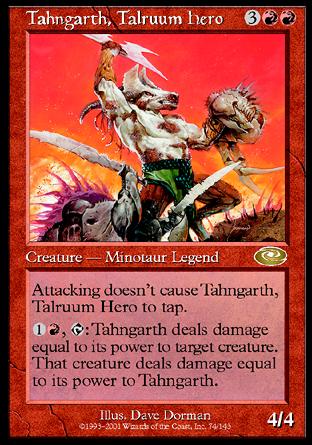 Tahngarth, Talruum Hero 3
Creature — Minotaur Legend
Attacking doesn't cause Tahngarth,
Talruum Hero to tap.
1 , : Tahngarth deals damage
equal to its power to target creature.
That creature deals damage equal
to its power to Tahngarth.
4/4
Illus. Dave Dorman
©1993-2001 Wizards of the Coast, Inc. 74/143